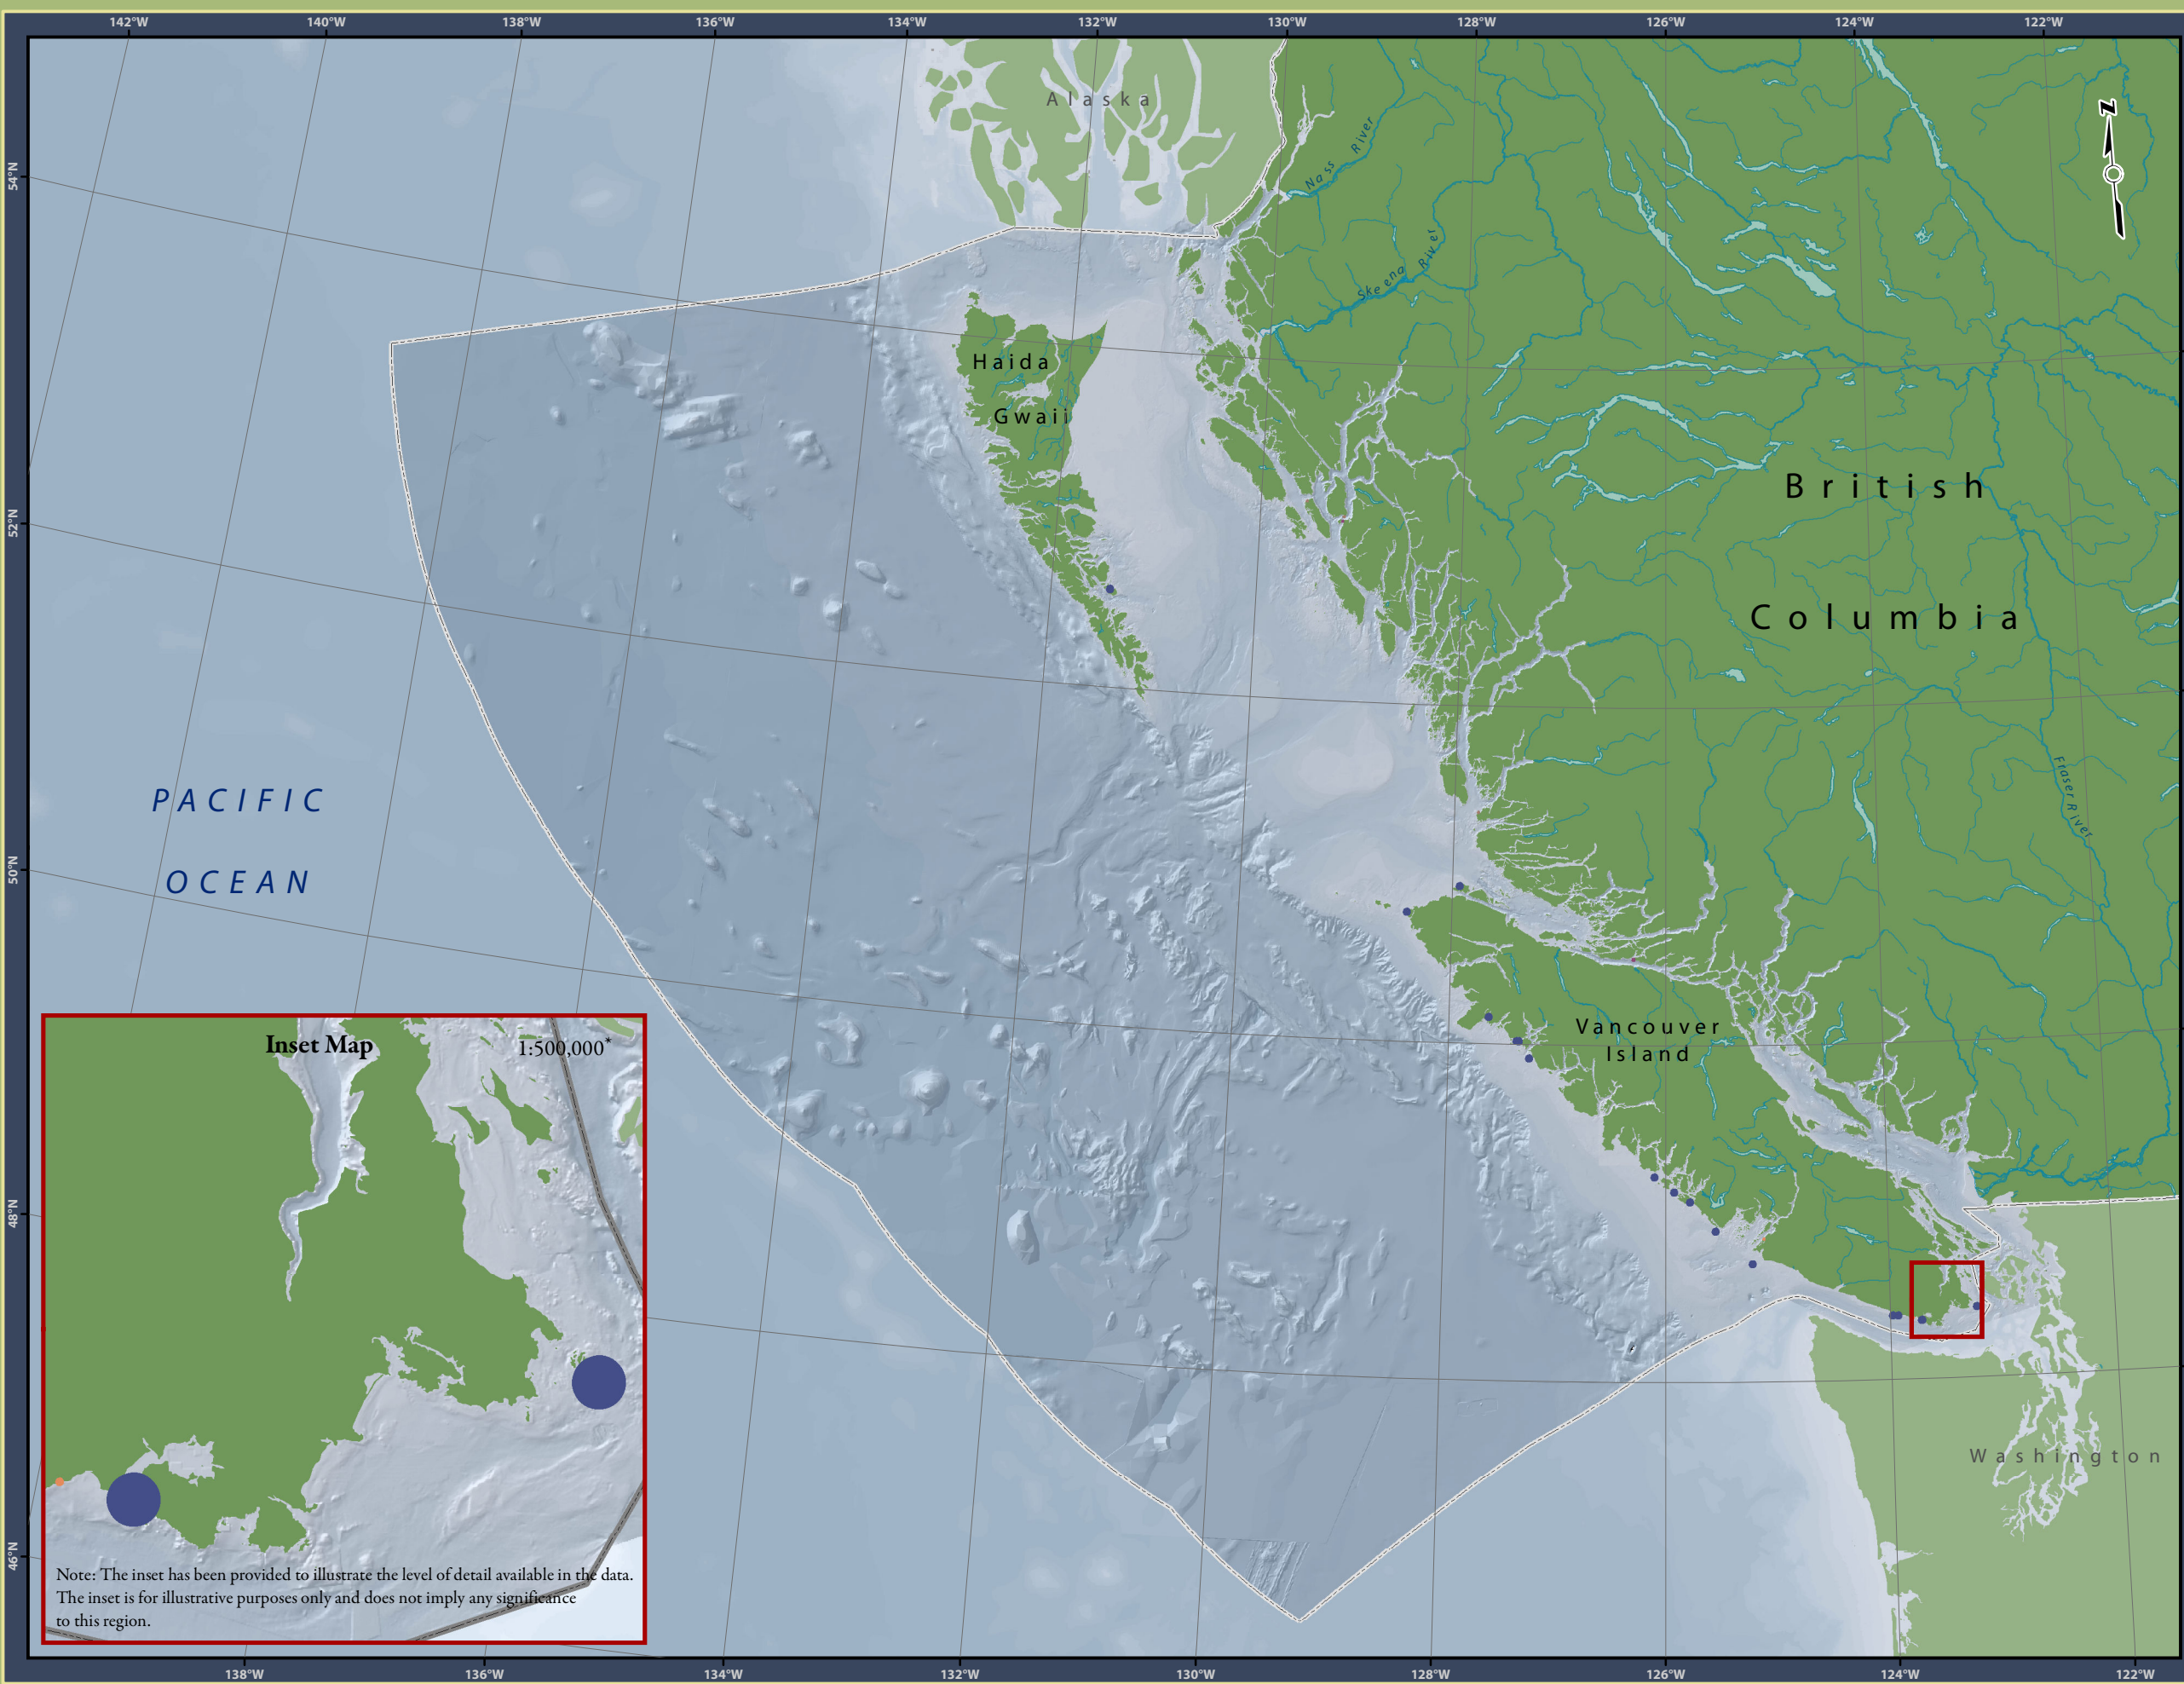 142°W 140°W 138°W 136°W 134°W 132°W 130°W 128°W 126°W 124°W 122°W
Alaska
N
Nass River
54°N
Skeena River
Haida
Gwaii
British
52°N
Columbia
Fraser River
PACIFIC
50°N
OCEAN
Vancouver
Island
Inset Map 1:500,000*
48°N
Washington
46°N
Note: The inset has been provided to illustrate the level of detail available in the data.
The inset is for illustrative purposes only and does not imply any significance
to this region.
138°W 136°W 134°W 132°W 130°W 128°W 126°W 124°W 122°W